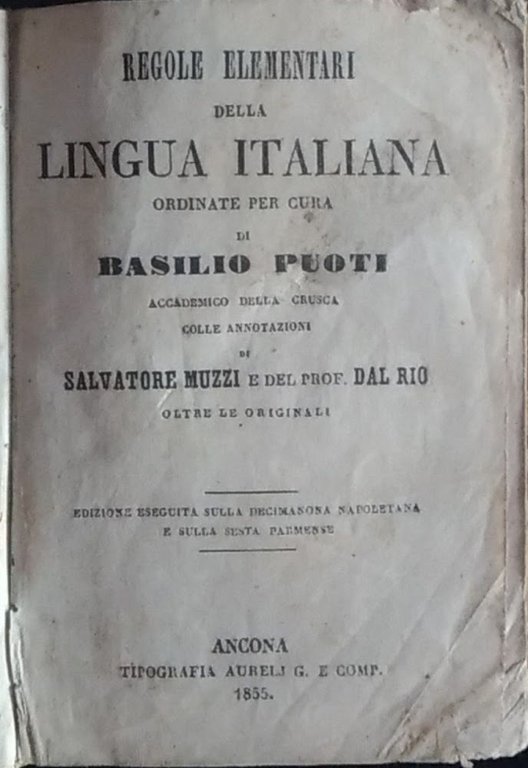 REGOLE ELEMENTARI
DELLA
LINGUA ITALIANA
ORDINATE PER CURA
DI
BASILIO PUOTI
ACCADEMICO DELLA CRUSCA
COLLE ANNOTAZIONI
DI
SALVATORE MUZZI E DEL PROF. DAL RIO
OLTRE LE ORIGINALI
EDIZIONE ESEGUITA SULLA DECIMANONA NAPOLETANA
E SULLA SESTA PARMENSE
ANCONA
TIPOGRAFIA AURELJ G. E COMP.
1855.